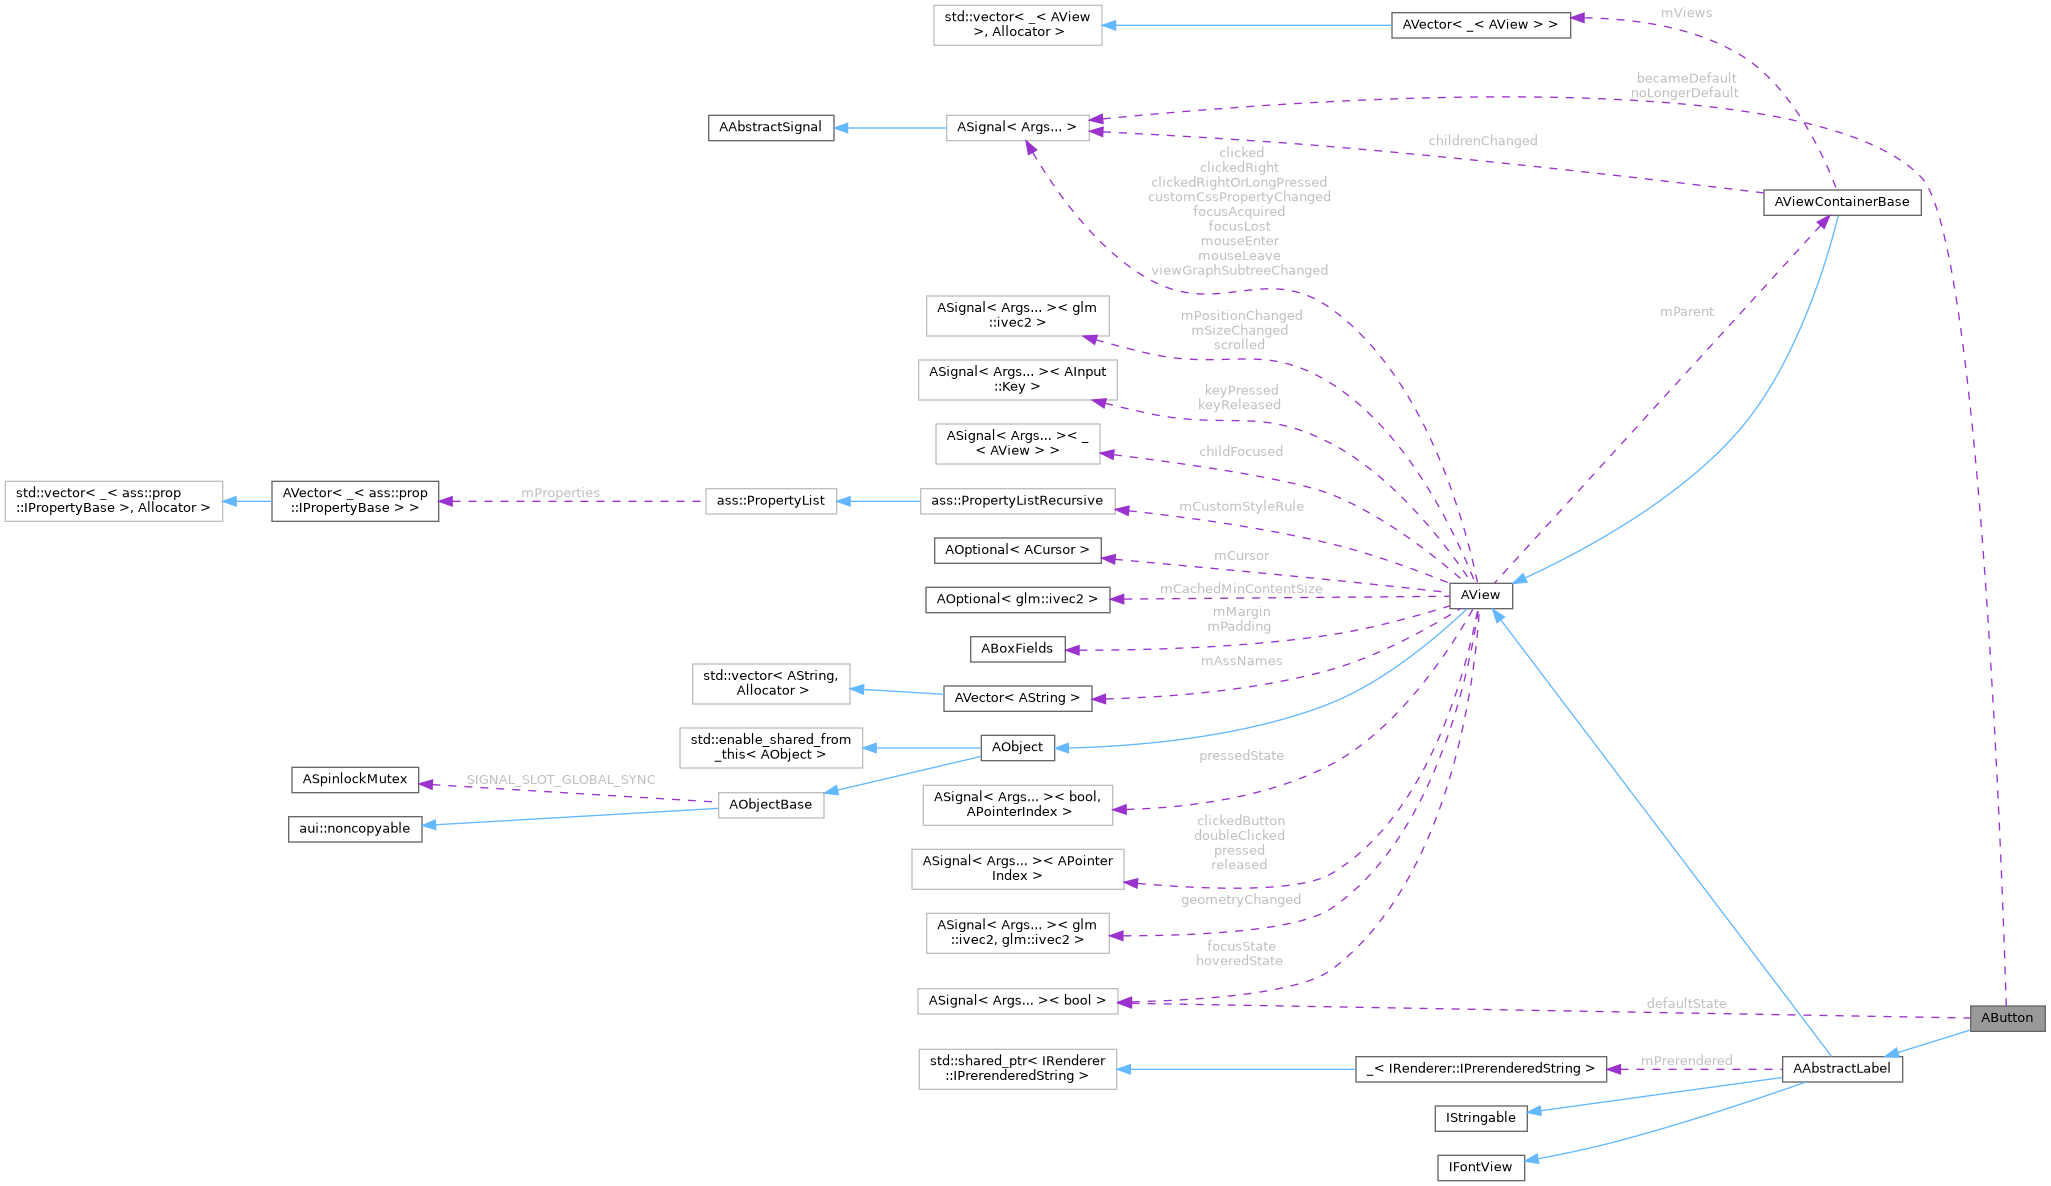 std::vector< _< AView
>, Allocator >
AVector< _< AView > >
mViews
becameDefault
noLongerDefault
AAbstractSignal
ASignal< Args... >
childrenChanged
clicked
clickedRight
clickedRightOrLongPressed
customCssPropertyChanged
focusAcquired
focusLost
mouseEnter
mouseLeave
viewGraphSubtreeChanged
AViewContainerBase
ASignal< Args... >< glm
::ivec2 >
mPositionChanged
mSizeChanged
scrolled
mParent
ASignal< Args... >< AInput
::Key >
keyPressed
keyReleased
ASignal< Args... >< _
< AView > >
childFocused
std::vector< _< ass::prop
::IPropertyBase >, Allocator >
AVector< _< ass::prop
::IPropertyBase > >
mProperties
ass::PropertyList
ass::PropertyListRecursive
mCustomStyleRule
AOptional< ACursor >
mCursor
AOptional< glm::ivec2 >
mCachedMinContentSize
AView
ABoxFields
mMargin
mPadding
std::vector< AString,
Allocator >
AVector< AString >
mAssNames
std::enable_shared_from
_this< AObject >
AObject
ASpinlockMutex
SIGNAL_SLOT_GLOBAL_SYNC
AObjectBase
aui::noncopyable
pressedState
ASignal< Args... >< bool,
APointerIndex >
ASignal< Args... >< APointer
Index >
clickedButton
doubleClicked
pressed
released
ASignal< Args... >< glm
::ivec2, glm::ivec2 >
geometryChanged
focusState
hoveredState
ASignal< Args... >< bool >
defaultState
AButton
std::shared_ptr< IRenderer
::IPrerenderedString >
_< IRenderer::IPrerenderedString >
mPrerendered
AAbstractLabel
IStringable
IFontView